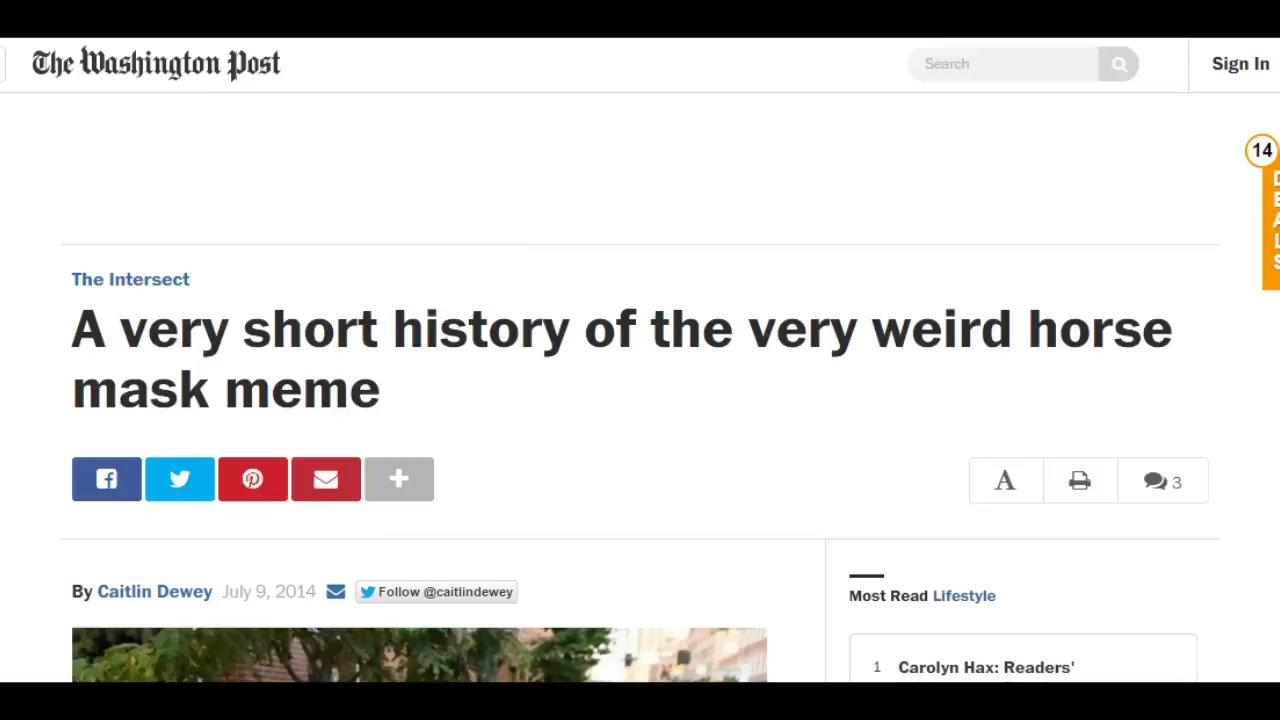 The Washington Post
Search
Sign In
14
DEALS
The Intersect
A very short history of the very weird horse
mask meme
A
3
By Caitlin Dewey July 9, 2014 Follow @caitlindewey
Most Read Lifestyle
1 Carolyn Hax: Readers'